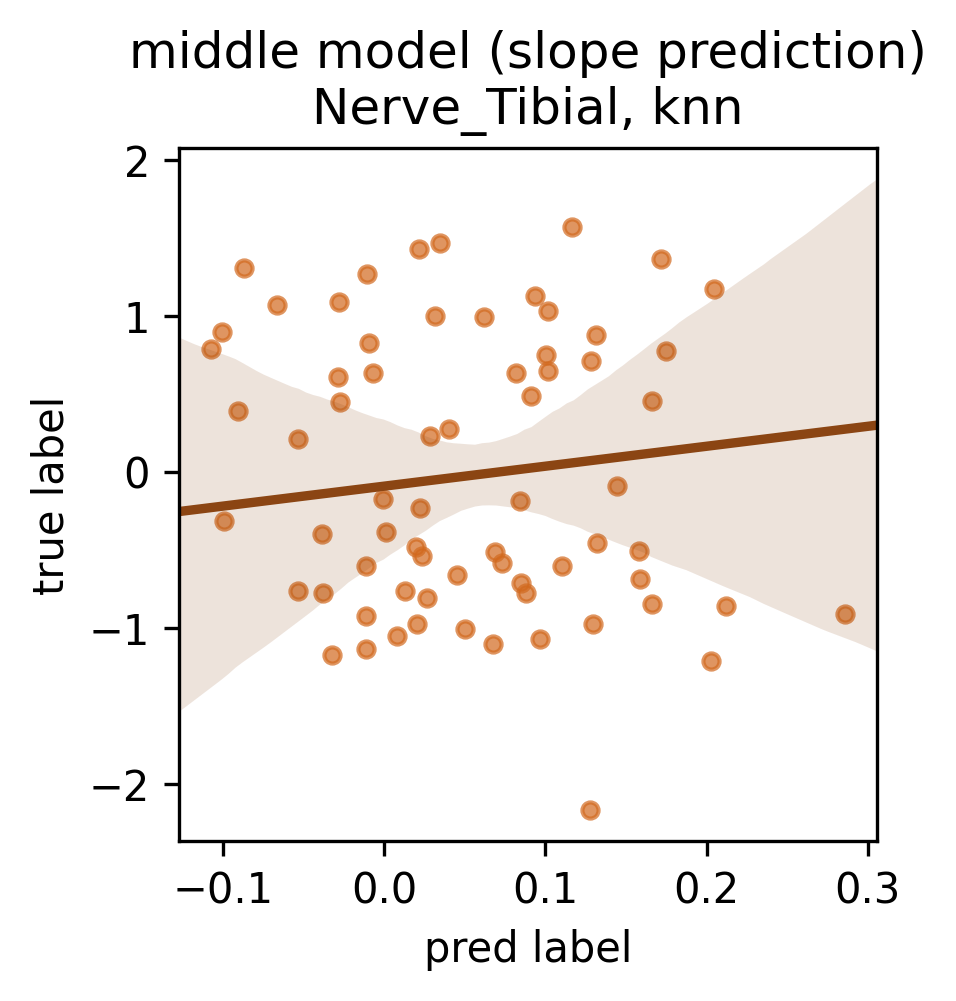 middle model (slope prediction)
Nerve_Tibial, knn
2
1
0
−1
−2
true label
−0.1
0.0
0.1
0.2
0.3
pred label